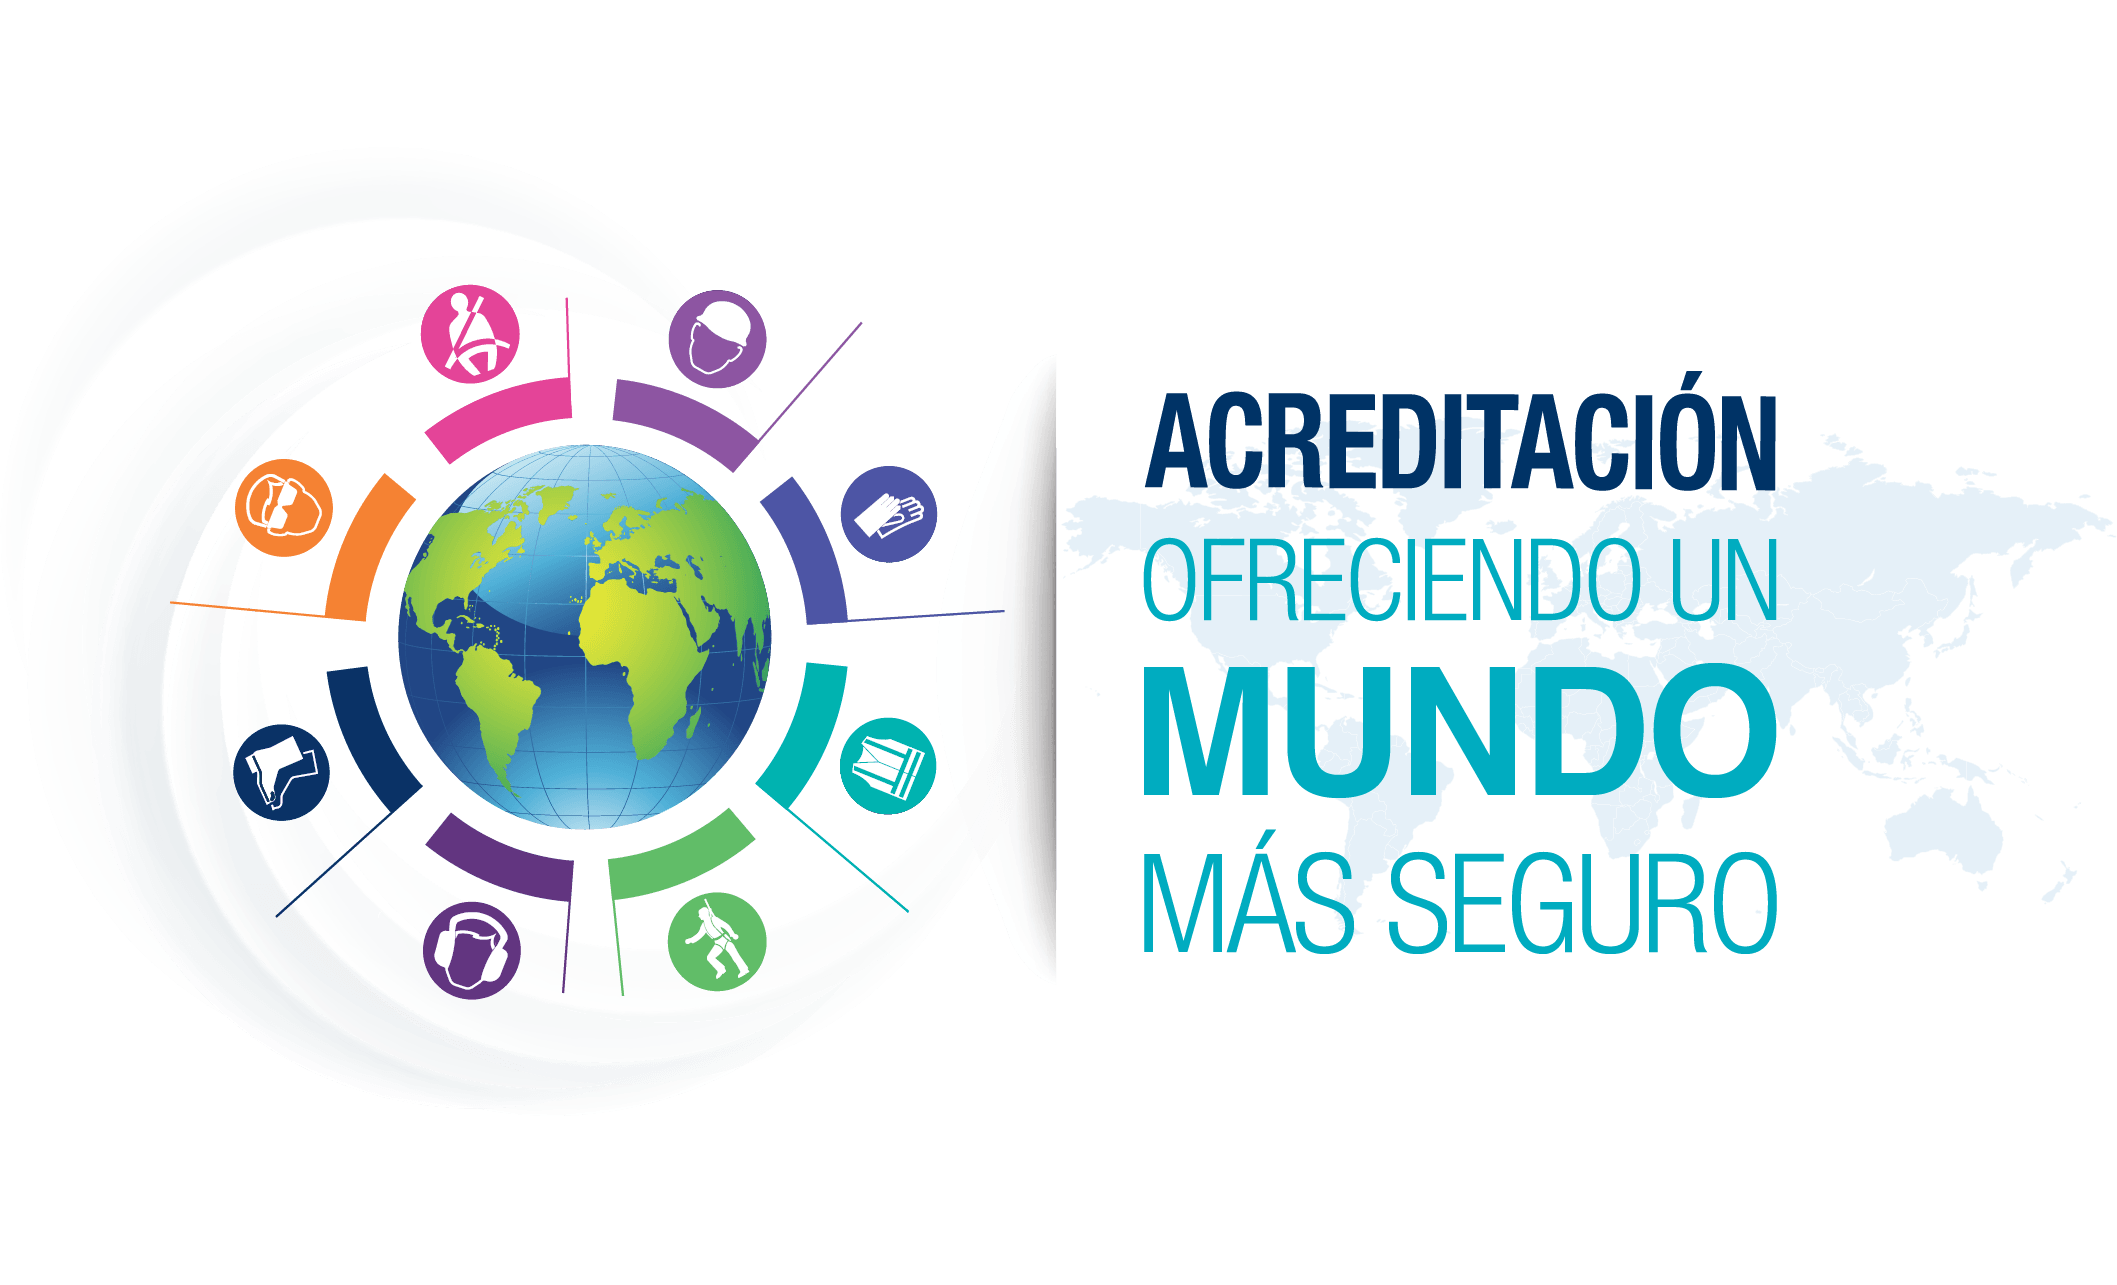 ACREDITACIÓN
OFRECIENDO UN
MUNDO
MÁS SEGURO